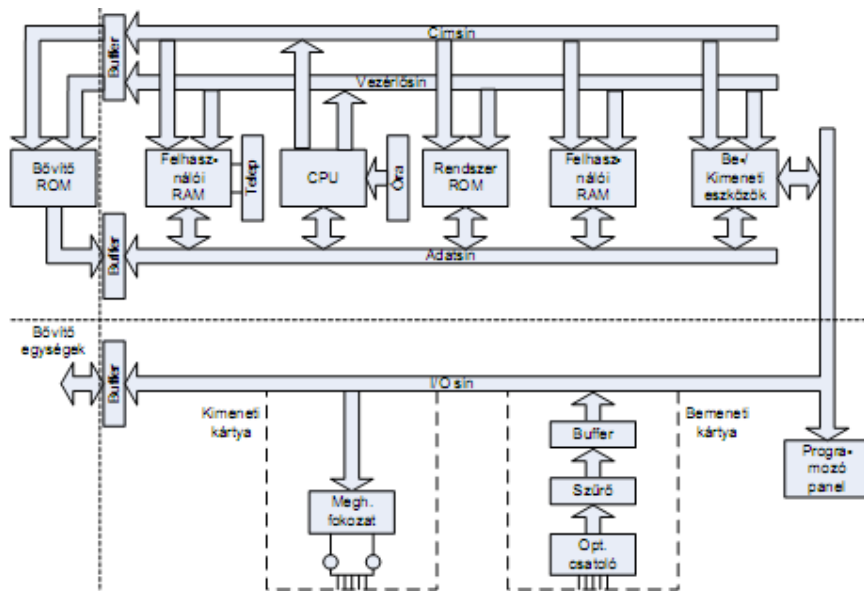 Buffer
Címsín
Vezérlősín
Bővítő
ROM
Felhasz-
nálói
RAM
Telep
CPU
Óra
Rendszer
ROM
Felhasz-
nálói
RAM
Be-/
Kimeneti
eszközök
Buffer
Adatsín
Bővítő
egységek
Buffer
I/O sín
Kimeneti
kártya
Buffer
Bemeneti
kártya
Progra-
mozó
panel
Szűrő
Megh.
fokozat
Opt.
csatoló